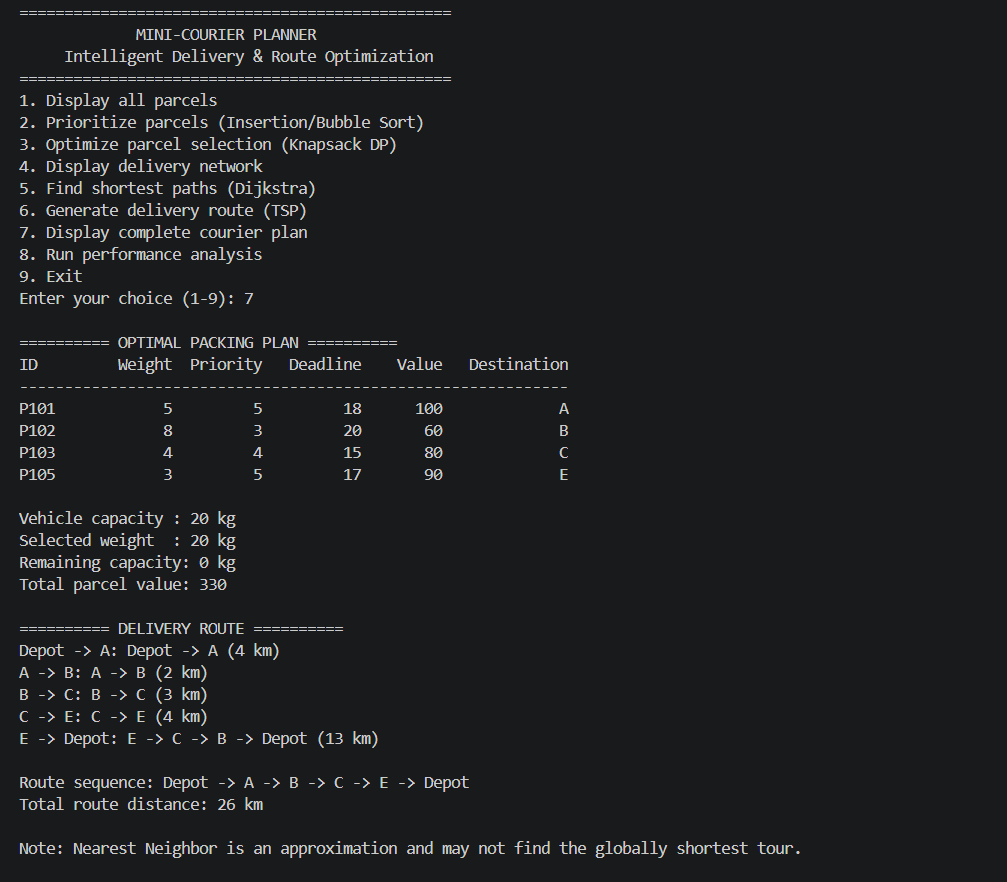 ================================================
MINI-COURIER PLANNER
Intelligent Delivery & Route Optimization
================================================
1. Display all parcels
2. Prioritize parcels (Insertion/Bubble Sort)
3. Optimize parcel selection (Knapsack DP)
4. Display delivery network
5. Find shortest paths (Dijkstra)
6. Generate delivery route (TSP)
7. Display complete courier plan
8. Run performance analysis
9. Exit
Enter your choice (1-9): 7
========== OPTIMAL PACKING PLAN ==========
ID Weight Priority Deadline Value Destination
-------------------------------------------------------------
P101 5 5 18 100 A
P102 8 3 20 60 B
P103 4 4 15 80 C
P105 3 5 17 90 E
Vehicle capacity : 20 kg
Selected weight  : 20 kg
Remaining capacity: 0 kg
Total parcel value: 330
========== DELIVERY ROUTE ==========
Depot -> A: Depot -> A (4 km)
A -> B: A -> B (2 km)
B -> C: B -> C (3 km)
C -> E: C -> E (4 km)
E -> Depot: E -> C -> B -> Depot (13 km)
Route sequence: Depot -> A -> B -> C -> E -> Depot
Total route distance: 26 km
Note: Nearest Neighbor is an approximation and may not find the globally shortest tour.